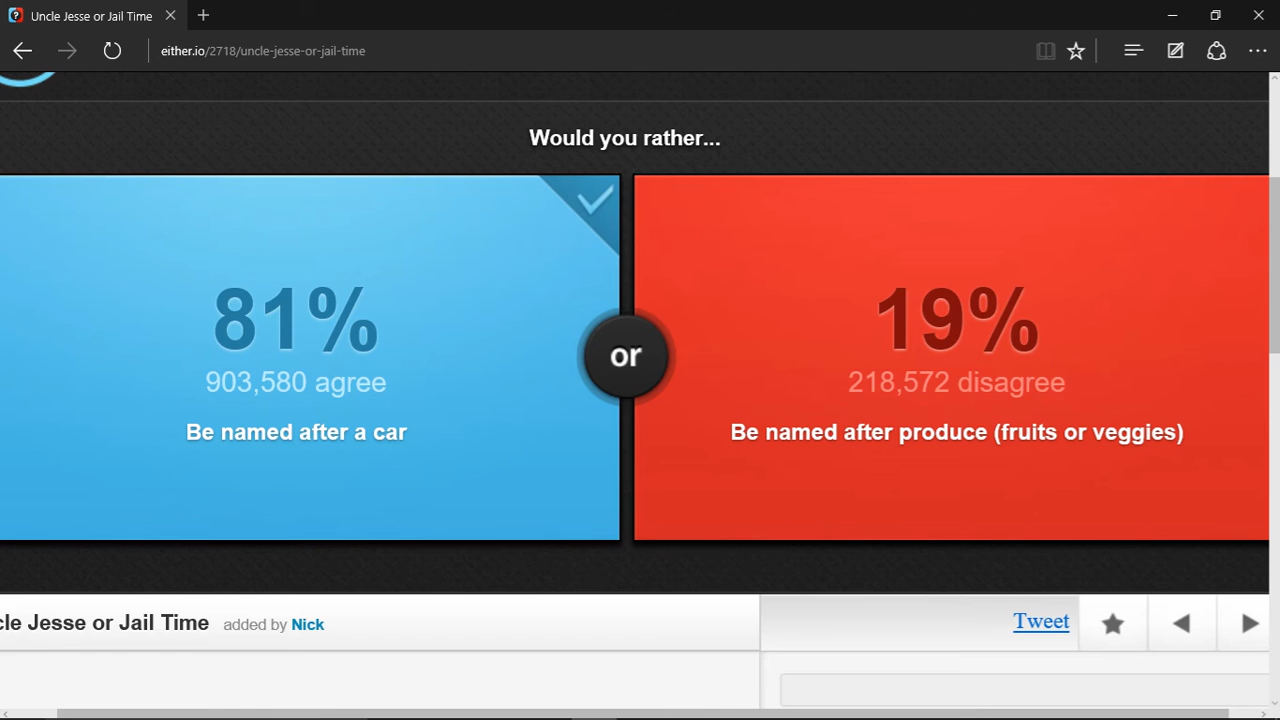 Uncle Jesse or Jail Time
either.io/2718/uncle-jesse-or-jail-time
Would you rather...
81%
903,580 agree
Be named after a car
or
19%
218,572 disagree
Be named after produce (fruits or veggies)
cle Jesse or Jail Time added by Nick
Tweet